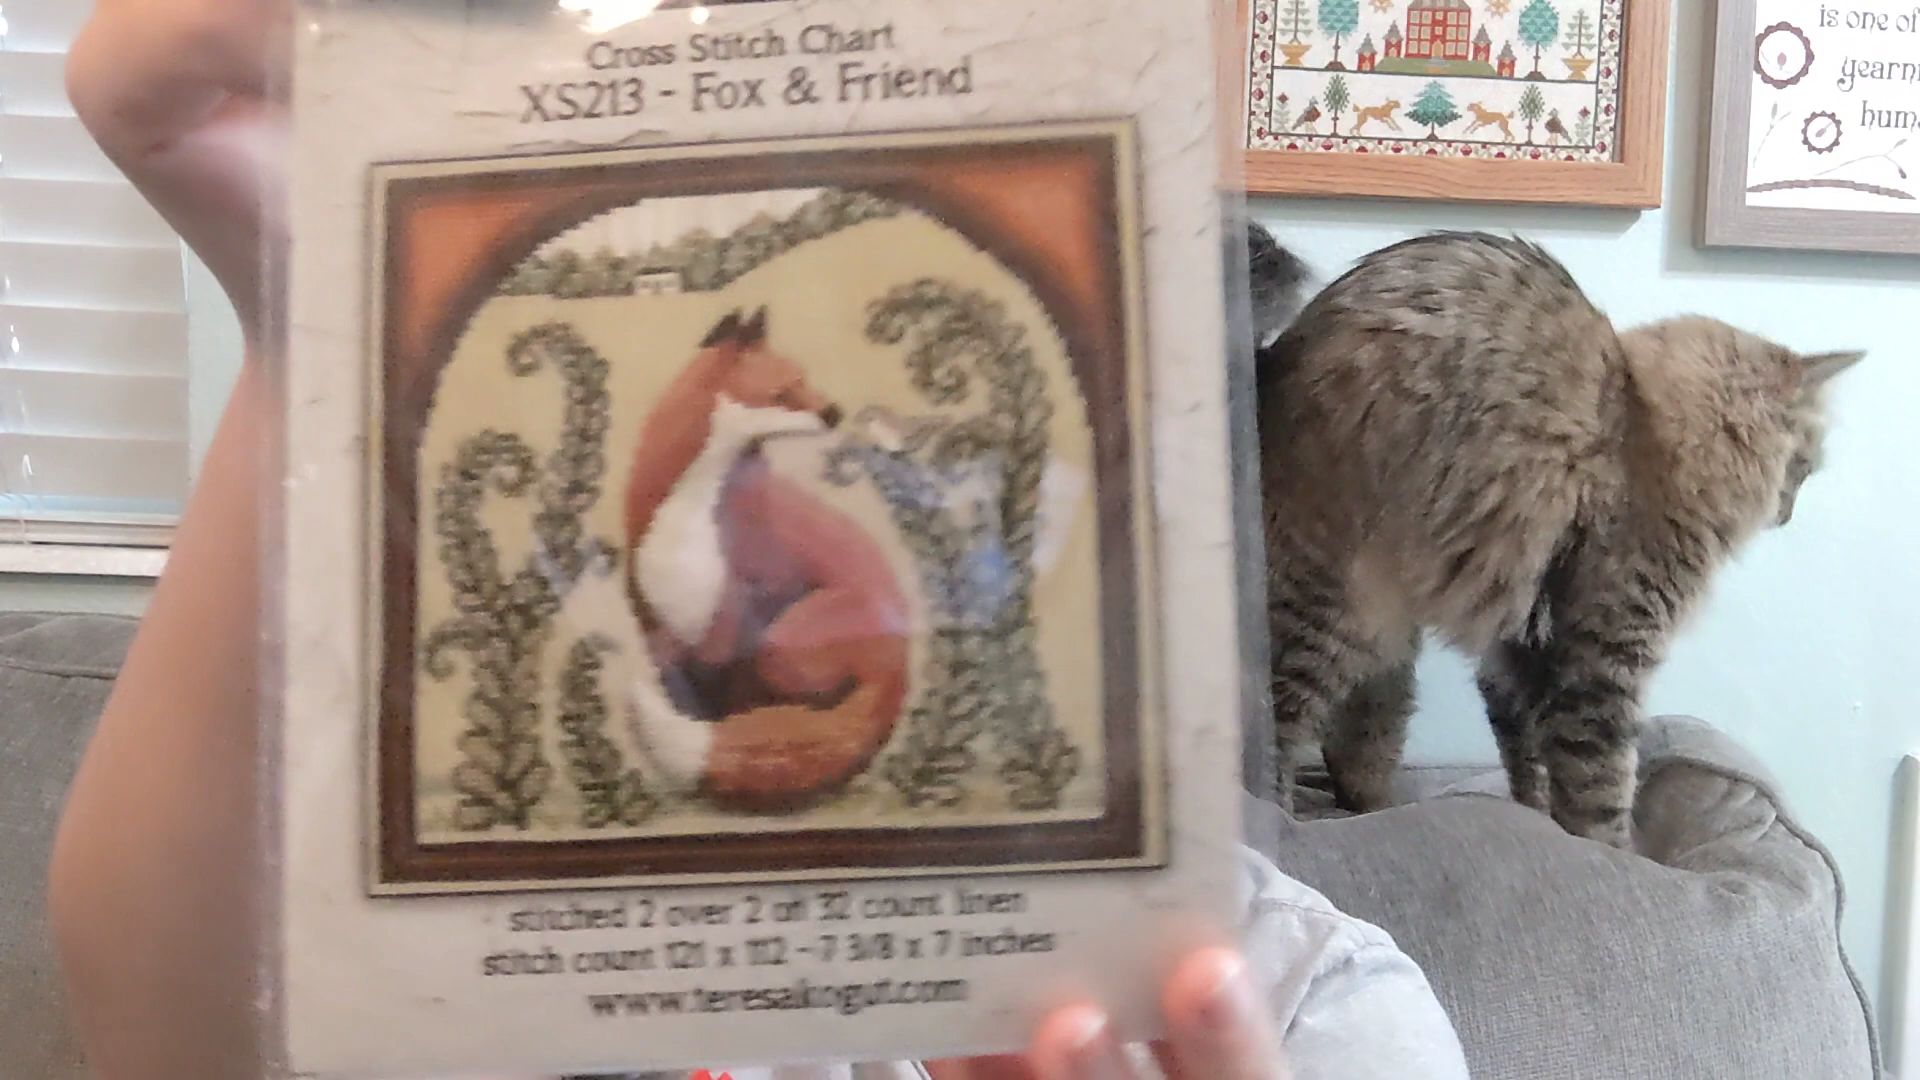 Cross Stitch Chart
XS213 - Fox & Friend
stitched 2 over 2 on 32 count linen
stitch count 121 x 112 - 7 3/8 x 7 inches
www.teresakogut.com
is one of
yearn
hum